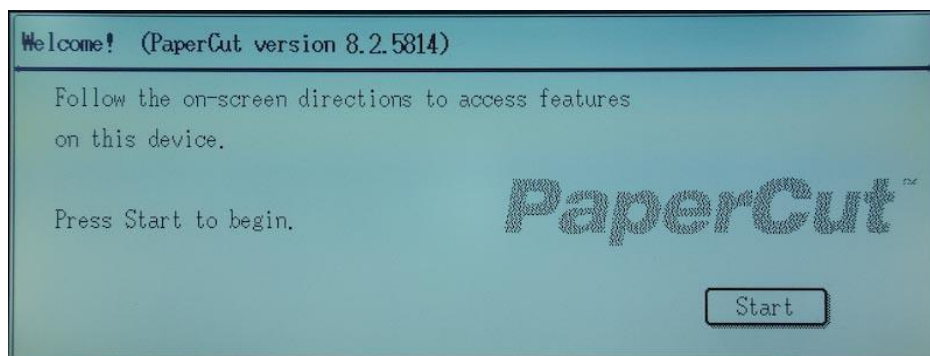 Welcome! (PaperCut version 8.2.5814)
Follow the on-screen directions to access features
on this device.
Press Start to begin.
PaperCut™
Start